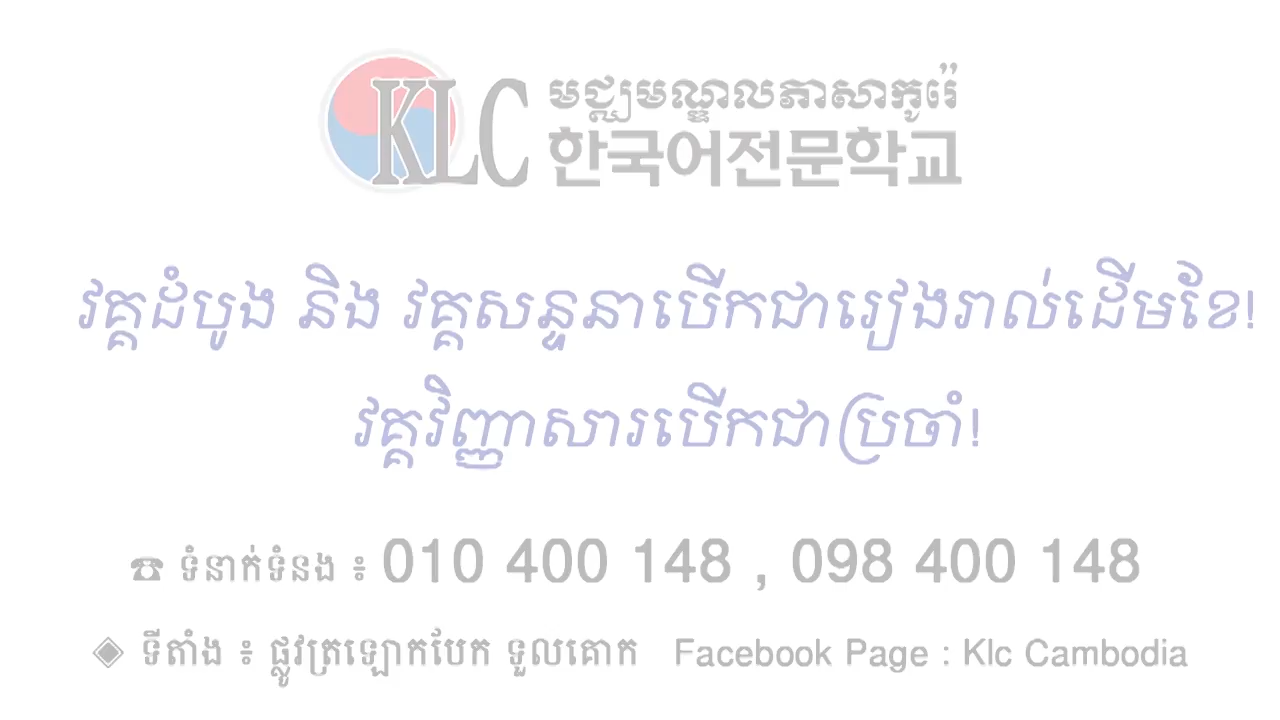 KLC មជ្ឈមណ្ឌលភាសាកូរ៉េ
한국어전문학교
វគ្គដំបូង និង វគ្គសន្ទនាបើកជារៀងរាល់ដើមខែ!
វគ្គវិញ្ញាសារបើកជាប្រចាំ!
☎ ទំនាក់ទំនង ៖ 010 400 148 , 098 400 148
◈ ទីតាំង ៖ ផ្លូវត្រឡោកបែក ទួលគោក Facebook Page : Klc Cambodia